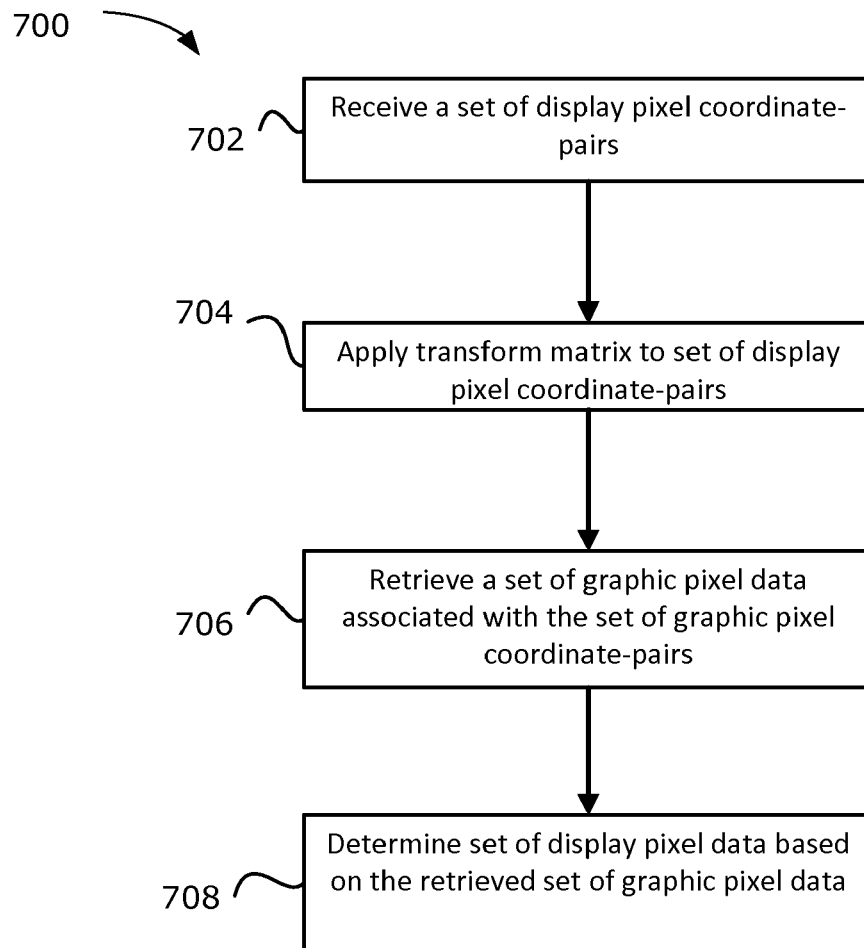 700
702
Receive a set of display pixel coordinate-
pairs
704
Apply transform matrix to set of display
pixel coordinate-pairs
706
Retrieve a set of graphic pixel data
associated with the set of graphic pixel
coordinate-pairs
708
Determine set of display pixel data based
on the retrieved set of graphic pixel data